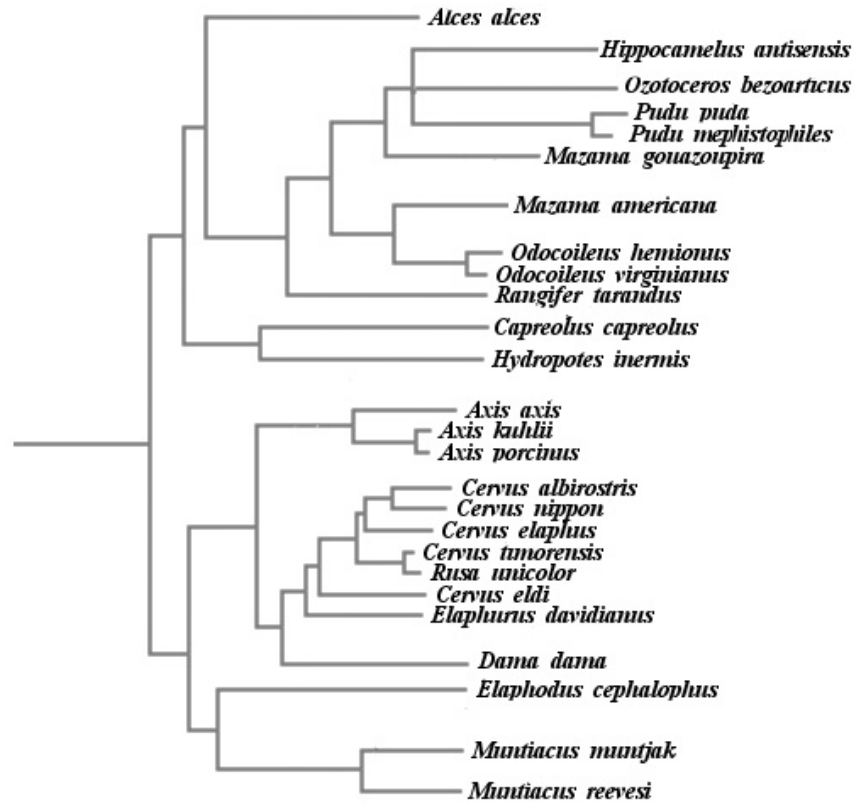 Alces alces
Hippocamelus antisensis
Ozotoceros bezoarticus
Pudu puda
Pudu mephistophiles
Mazama gouazoupira
Mazama americana
Odocoileus hemionus
Odocoileus virginianus
Rangifer tarandus
Capreolus capreolus
Hydropotes inermis
Axis axis
Axis kuhlii
Axis porcinus
Cervus albirostris
Cervus nippon
Cervus elaphus
Cervus timorensis
Rusa unicolor
Cervus eldi
Elaphurus davidianus
Dama dama
Elaphodus cephalophus
Muntiacus muntjak
Muntiacus reevesi